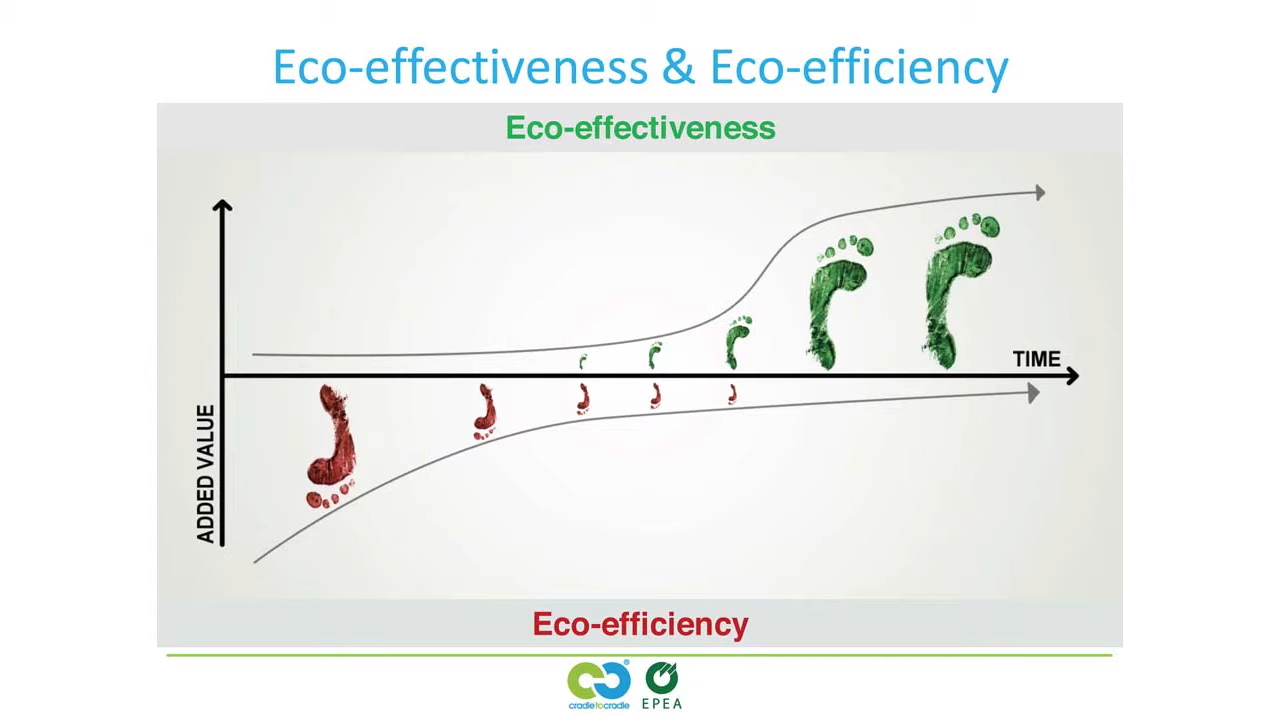 Eco-effectiveness & Eco-efficiency
Eco-effectiveness
TIME
ADDED VALUE
Eco-efficiency
®
cradletocradle
EPEA